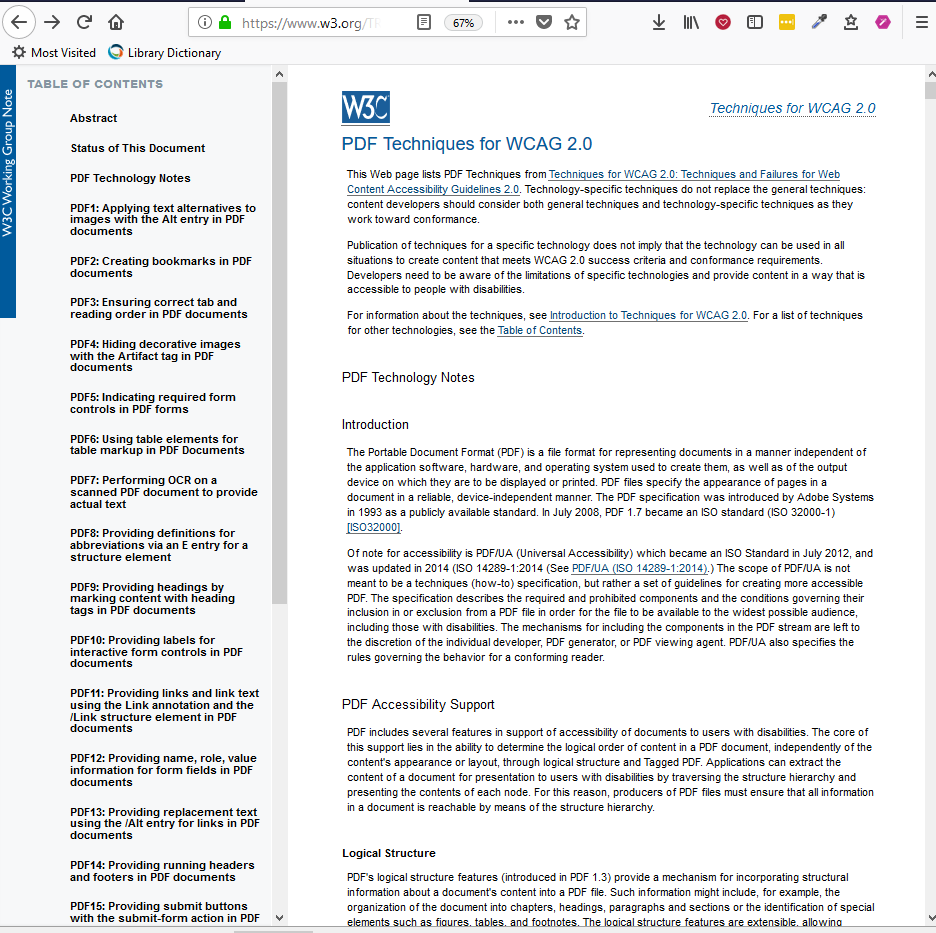 https://www.w3.org/TR
67%
Most Visited
Library Dictionary
W3C Working Group Note
TABLE OF CONTENTS
Abstract
Status of This Document
PDF Technology Notes
PDF1: Applying text alternatives to
images with the Alt entry in PDF
documents
PDF2: Creating bookmarks in PDF
documents
PDF3: Ensuring correct tab and
reading order in PDF documents
PDF4: Hiding decorative images
with the Artifact tag in PDF
documents
PDF5: Indicating required form
controls in PDF forms
PDF6: Using table elements for
table markup in PDF Documents
PDF7: Performing OCR on a
scanned PDF document to provide
actual text
PDF8: Providing definitions for
abbreviations via an E entry for a
structure element
PDF9: Providing headings by
marking content with heading
tags in PDF documents
PDF10: Providing labels for
interactive form controls in PDF
documents
PDF11: Providing links and link text
using the Link annotation and the
/Link structure element in PDF
documents
PDF12: Providing name, role, value
information for form fields in PDF
documents
PDF13: Providing replacement text
using the /Alt entry for links in PDF
documents
PDF14: Providing running headers
and footers in PDF documents
PDF15: Providing submit buttons
with the submit-form action in PDF
W3C
Techniques for WCAG 2.0
PDF Techniques for WCAG 2.0
This Web page lists PDF Techniques from Techniques for WCAG 2.0: Techniques and Failures for Web
Content Accessibility Guidelines 2.0. Technology-specific techniques do not replace the general techniques:
content developers should consider both general techniques and technology-specific techniques as they
work toward conformance.
Publication of techniques for a specific technology does not imply that the technology can be used in all
situations to create content that meets WCAG 2.0 success criteria and conformance requirements.
Developers need to be aware of the limitations of specific technologies and provide content in a way that is
accessible to people with disabilities.
For information about the techniques, see Introduction to Techniques for WCAG 2.0. For a list of techniques
for other technologies, see the Table of Contents.
PDF Technology Notes
Introduction
The Portable Document Format (PDF) is a file format for representing documents in a manner independent of
the application software, hardware, and operating system used to create them, as well as of the output
device on which they are to be displayed or printed. PDF files specify the appearance of pages in a
document in a reliable, device-independent manner. The PDF specification was introduced by Adobe Systems
in 1993 as a publicly available standard. In July 2008, PDF 1.7 became an ISO standard (ISO 32000-1)
[ISO32000].
Of note for accessibility is PDF/UA (Universal Accessibility) which became an ISO Standard in July 2012, and
was updated in 2014 (ISO 14289-1:2014 (See PDF/UA (ISO 14289-1:2014).) The scope of PDF/UA is not
meant to be a techniques (how-to) specification, but rather a set of guidelines for creating more accessible
PDF. The specification describes the required and prohibited components and the conditions governing their
inclusion in or exclusion from a PDF file in order for the file to be available to the widest possible audience,
including those with disabilities. The mechanisms for including the components in the PDF stream are left to
the discretion of the individual developer, PDF generator, or PDF viewing agent. PDF/UA also specifies the
rules governing the behavior for a conforming reader.
PDF Accessibility Support
PDF includes several features in support of accessibility of documents to users with disabilities. The core of
this support lies in the ability to determine the logical order of content in a PDF document, independently of the
content's appearance or layout, through logical structure and Tagged PDF. Applications can extract the
content of a document for presentation to users with disabilities by traversing the structure hierarchy and
presenting the contents of each node. For this reason, producers of PDF files must ensure that all information
in a document is reachable by means of the structure hierarchy.
Logical Structure
PDF's logical structure features (introduced in PDF 1.3) provide a mechanism for incorporating structural
information about a document's content into a PDF file. Such information might include, for example, the
organization of the document into chapters, headings, paragraphs and sections or the identification of special
elements such as figures, tables, and footnotes. The logical structure features are extensible, allowing